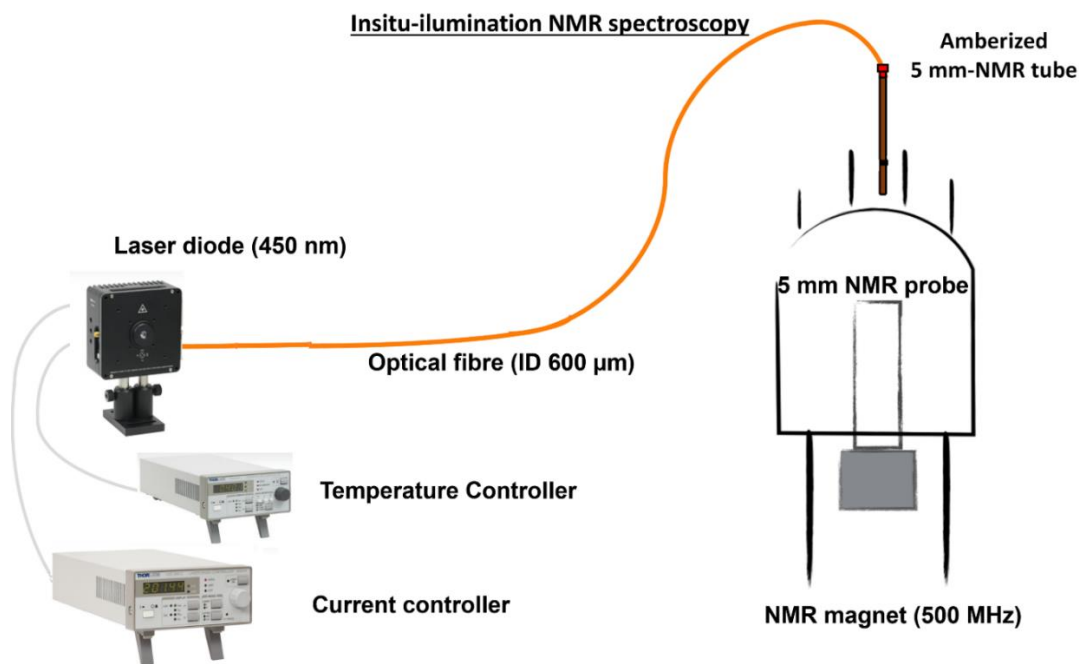 Insitu-ilumination NMR spectroscopy
Amberized
5 mm-NMR tube
Laser diode (450 nm)
5 mm NMR probe
Optical fibre (ID 600 µm)
Temperature Controller
Current controller
NMR magnet (500 MHz)